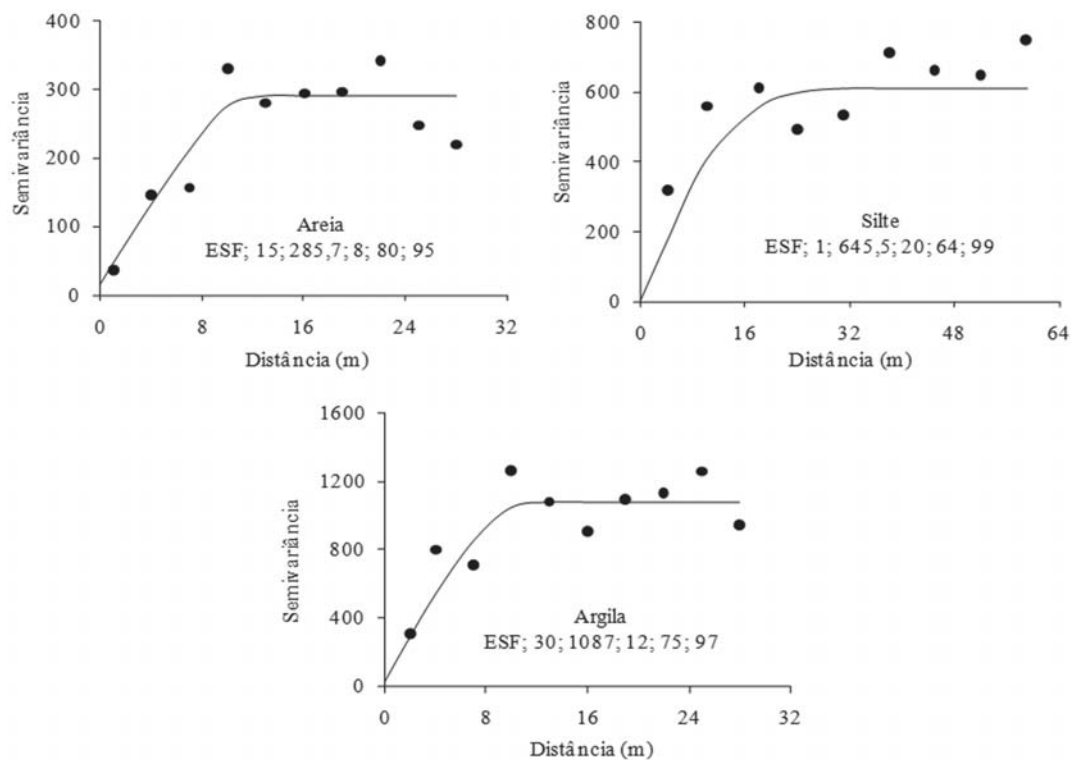 400
300
200
100
0
Semivariância
Areia
ESF; 15; 285,7; 8; 80; 95
0 8 16 24 32
Distância (m)
800
600
400
200
0
Semivariância
Silte
ESF; 1; 645,5; 20; 64; 99
0 16 32 48 64
Distância (m)
1600
1200
800
400
0
Semivariância
Argila
ESF; 30; 1087; 12; 75; 97
0 8 16 24 32
Distância (m)